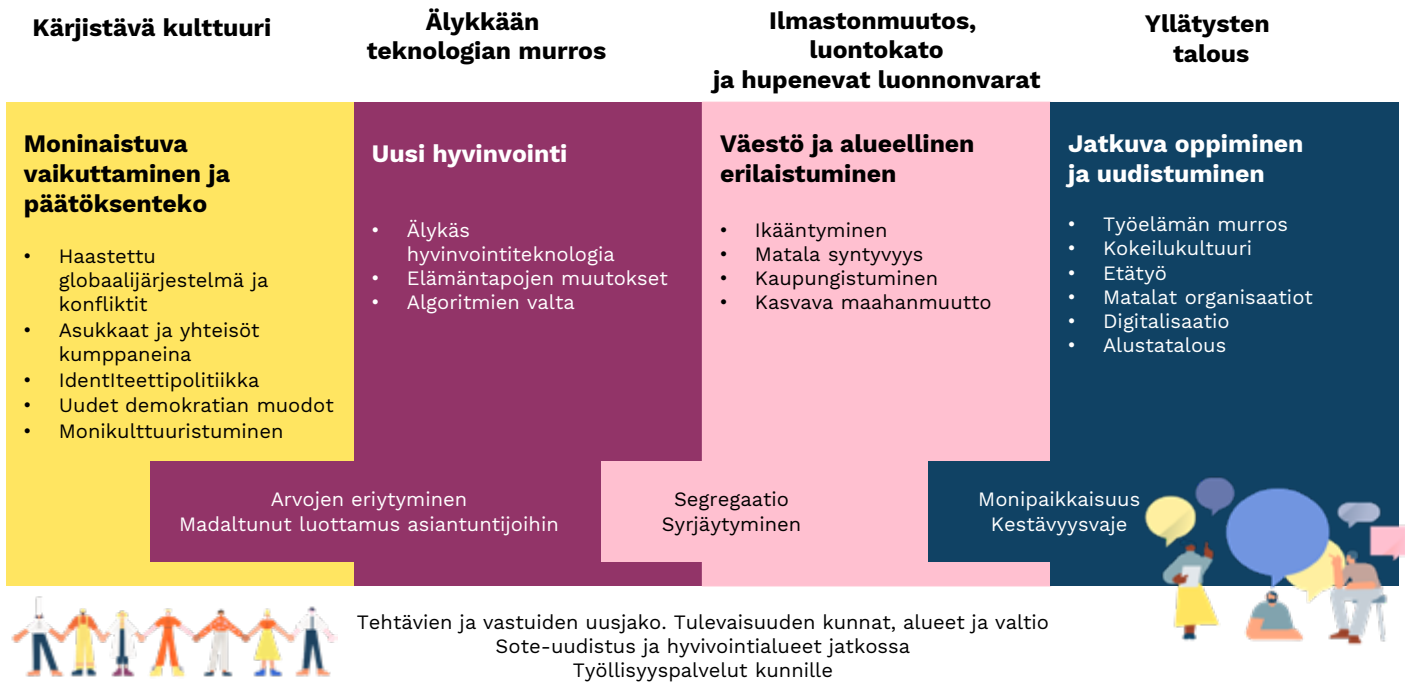 Kärjistävä kulttuuri
Älykkään
teknologian murros
Ilmastonmuutos,
luontokato
ja hupenevat luonnonvarat
Yllätysten
talous
Moninaistuva
vaikuttaminen ja
päätöksenteko
• Haastettu
globaalijärjestelmä ja
konfliktit
• Asukkaat ja yhteisöt
kumppaneina
• IdentIteettipolitiikka
• Uudet demokratian muodot
• Monikulttuuristuminen
Uusi hyvinvointi
• Älykäs
hyvinvointiteknologia
• Elämäntapojen muutokset
• Algoritmien valta
Väestö ja alueellinen
erilaistuminen
• Ikääntyminen
• Matala syntyvyys
• Kaupungistuminen
• Kasvava maahanmuutto
Jatkuva oppiminen
ja uudistuminen
• Työelämän murros
• Kokeilukultuuri
• Etätyö
• Matalat organisaatiot
• Digitalisaatio
• Alustatalous
Arvojen eriytyminen
Madaltunut luottamus asiantuntijoihin
Segregaatio
Syrjäytyminen
Monipaikkaisuus
Kestävyysvaje
Tehtävien ja vastuiden uusjako. Tulevaisuuden kunnat, alueet ja valtio
Sote-uudistus ja hyvivointialueet jatkossa
Työllisyyspalvelut kunnille